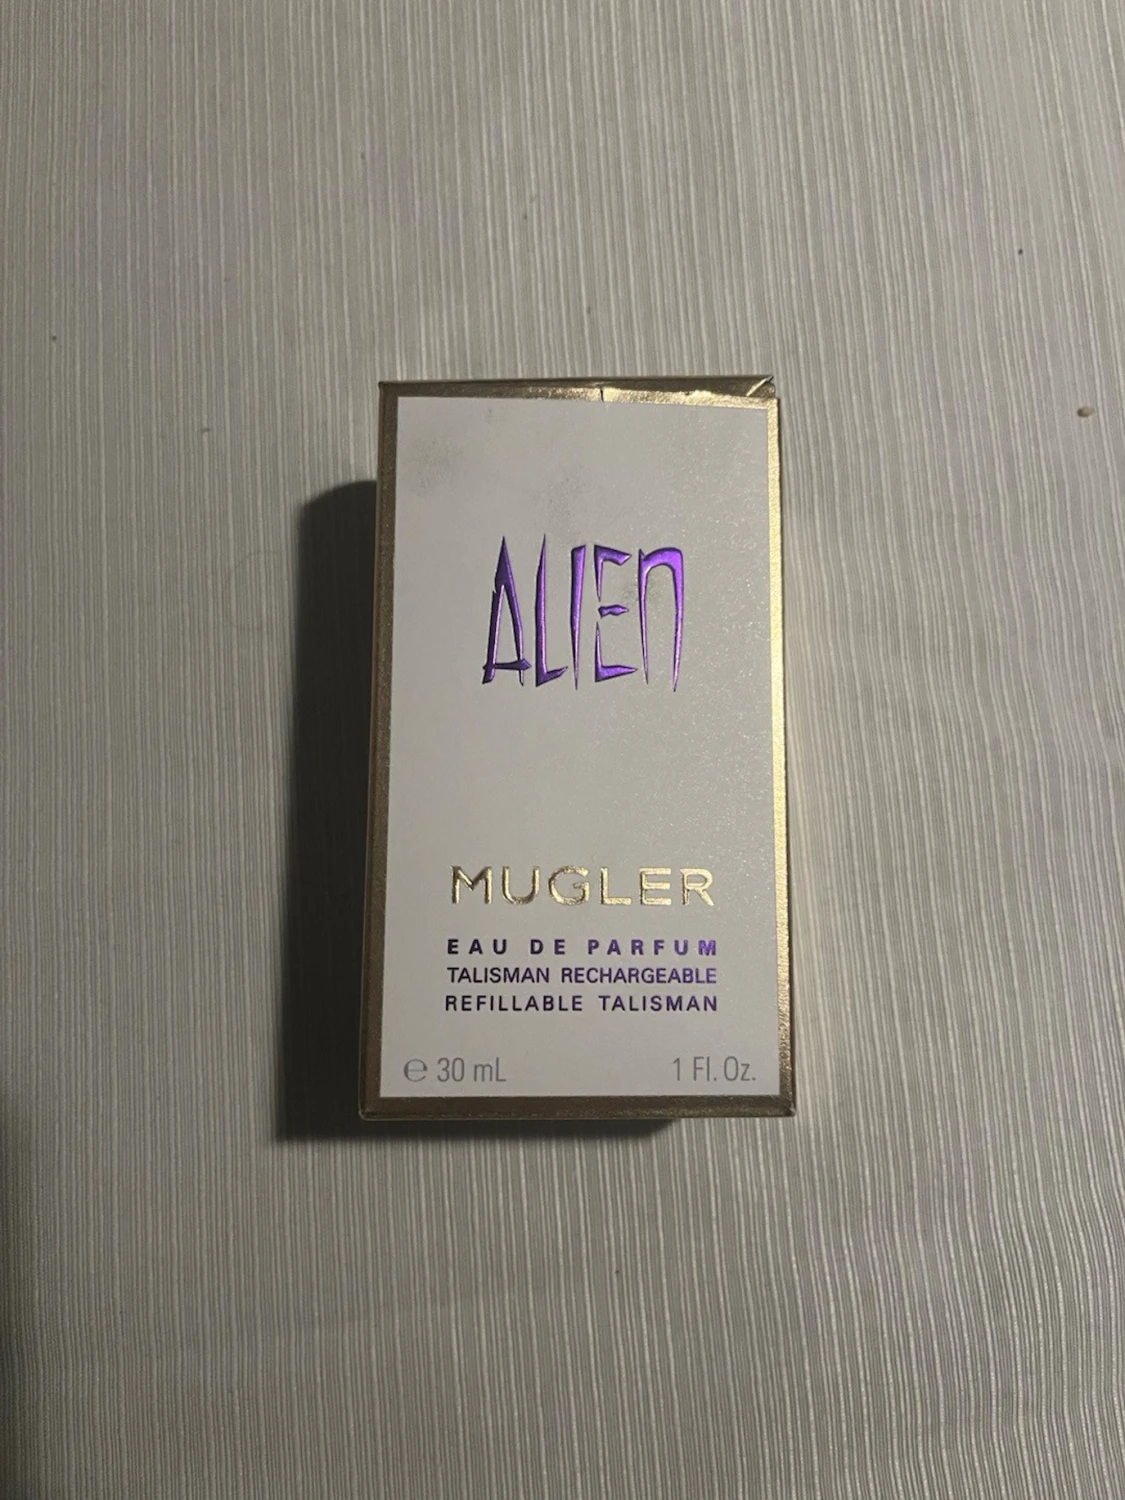 ALIEN
MUGLER
EAU DE PARFUM
TALISMAN RECHARGEABLE
REFILLABLE TALISMAN
℮ 30 mL 1 Fl. Oz.